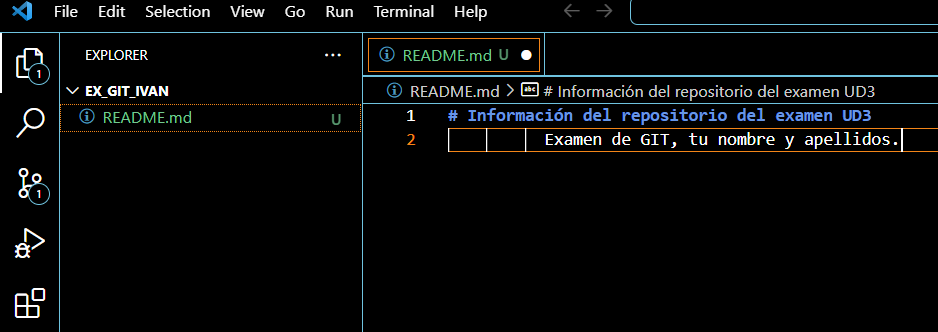 File Edit Selection View Go Run Terminal Help
EXPLORER ...
README.md U
EX_GIT_IVAN
README.md > # Información del repositorio del examen UD3
README.md U
1 # Información del repositorio del examen UD3
2 Examen de GIT, tu nombre y apellidos.
1
1